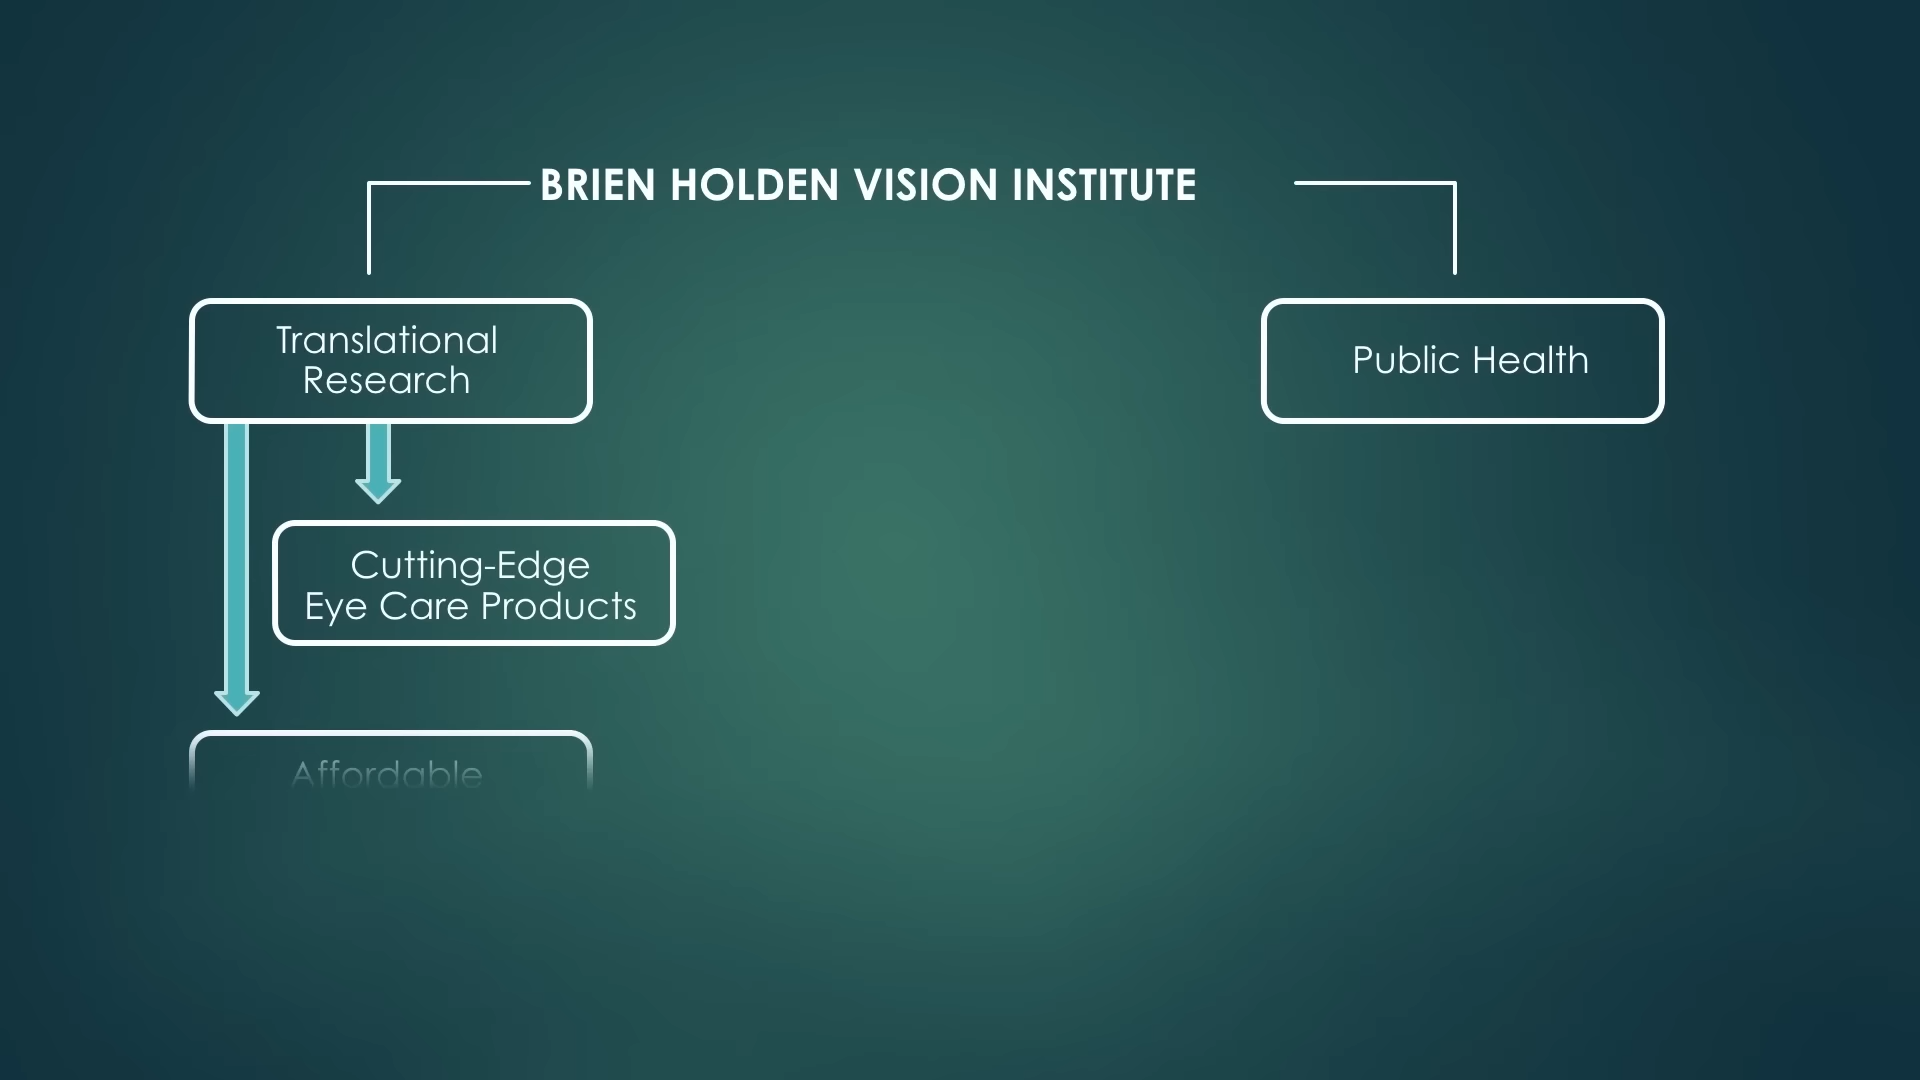 BRIEN HOLDEN VISION INSTITUTE
Translational
Research
Public Health
Cutting-Edge
Eye Care Products
Affordable